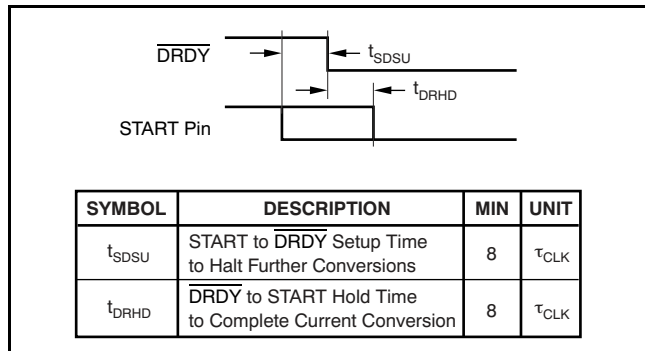 DRDY
tSDSU
tDRHD
START Pin
SYMBOL DESCRIPTION MIN UNIT
tSDSU START to DRDY Setup Time to Halt Further Conversions 8 τCLK
tDRHD DRDY to START Hold Time to Complete Current Conversion 8 τCLK